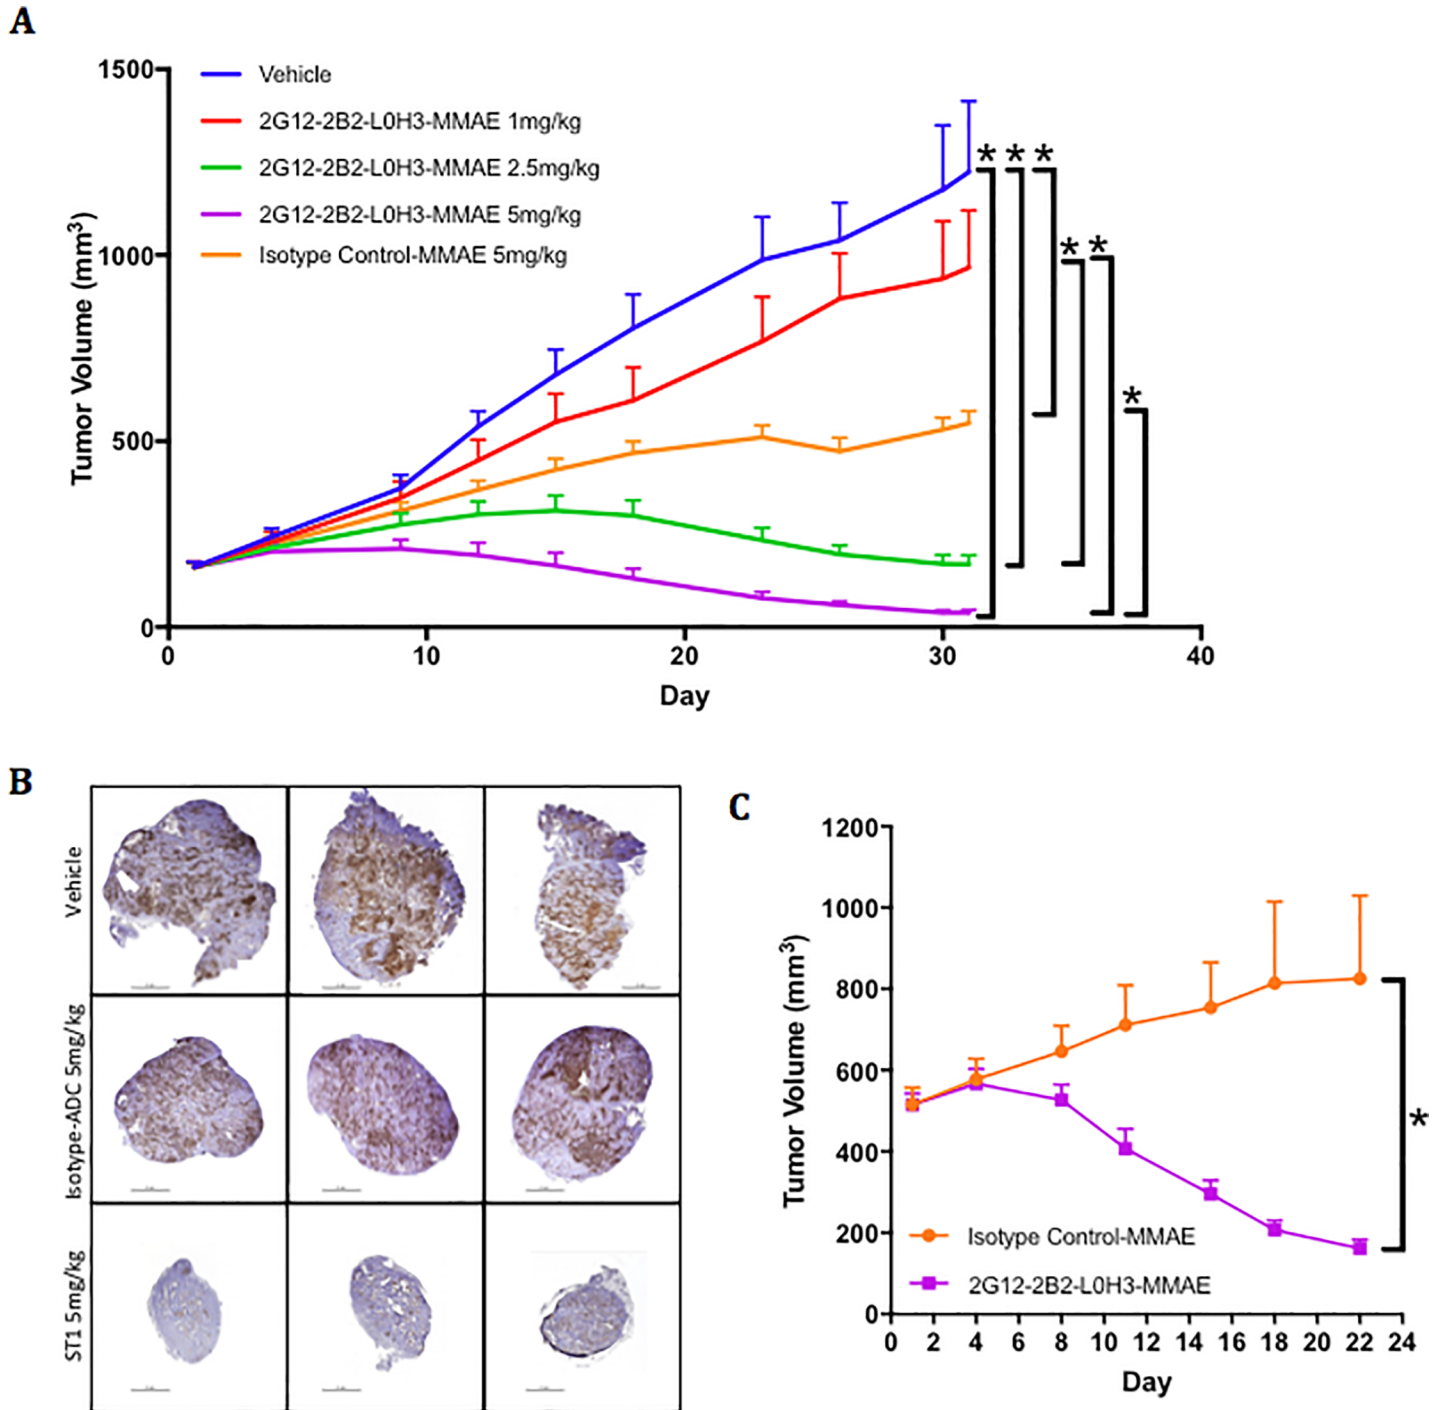 A
1500
1000
500
0
Tumor Volume (mm³)
Vehicle
2G12-2B2-L0H3-MMAE 1mg/kg
2G12-2B2-L0H3-MMAE 2.5mg/kg
2G12-2B2-L0H3-MMAE 5mg/kg
Isotype Control-MMAE 5mg/kg
* * *
* *
*
0 10 20 30 40
Day
B
Vehicle
Isotype-ADC 5mg/kg
ST1 5mg/kg
C
1200
1000
800
600
400
200
0
Tumor Volume (mm³)
*
Isotype Control-MMAE
2G12-2B2-L0H3-MMAE
0 2 4 6 8 10 12 14 16 18 20 22 24
Day